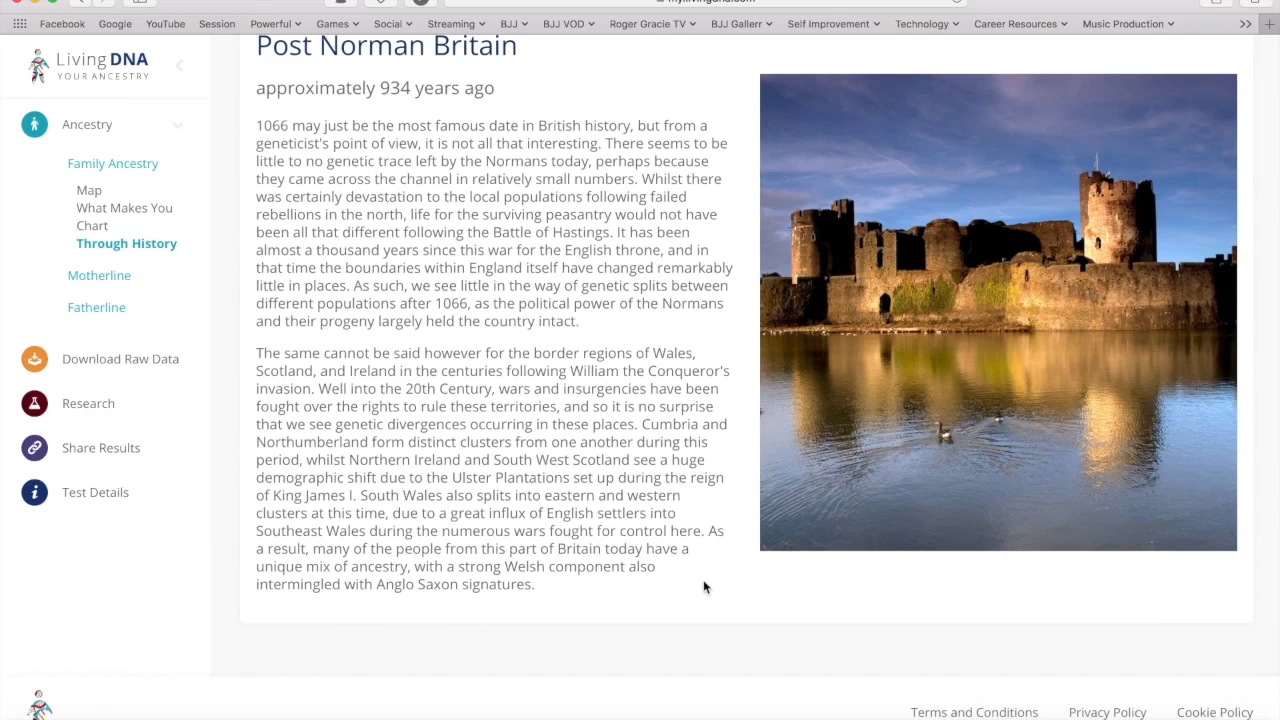 Facebook Google YouTube Session Powerful Games Social Streaming BJJ BJJ VOD Roger Gracie TV BJJ Gallerr Self Improvement Technology Career Resources Music Production
Living DNA
YOUR ANCESTRY
Ancestry
Family Ancestry
Map
What Makes You
Chart
Through History
Motherline
Fatherline
Download Raw Data
Research
Share Results
Test Details
Post Norman Britain
approximately 934 years ago
1066 may just be the most famous date in British history, but from a
geneticist's point of view, it is not all that interesting. There seems to be
little to no genetic trace left by the Normans today, perhaps because
they came across the channel in relatively small numbers. Whilst there
was certainly devastation to the local populations following failed
rebellions in the north, life for the surviving peasantry would not have
been all that different following the Battle of Hastings. It has been
almost a thousand years since this war for the English throne, and in
that time the boundaries within England itself have changed remarkably
little in places. As such, we see little in the way of genetic splits between
different populations after 1066, as the political power of the Normans
and their progeny largely held the country intact.
The same cannot be said however for the border regions of Wales,
Scotland, and Ireland in the centuries following William the Conqueror's
invasion. Well into the 20th Century, wars and insurgencies have been
fought over the rights to rule these territories, and so it is no surprise
that we see genetic divergences occurring in these places. Cumbria and
Northumberland form distinct clusters from one another during this
period, whilst Northern Ireland and South West Scotland see a huge
demographic shift due to the Ulster Plantations set up during the reign
of King James I. South Wales also splits into eastern and western
clusters at this time, due to a great influx of English settlers into
Southeast Wales during the numerous wars fought for control here. As
a result, many of the people from this part of Britain today have a
unique mix of ancestry, with a strong Welsh component also
intermingled with Anglo Saxon signatures.
Terms and Conditions Privacy Policy Cookie Policy